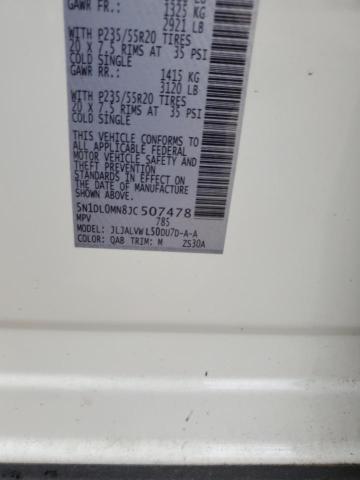 GAWR FR.: 1325 KG
2921 LB
WITH P235/55R20 TIRES
20 X 7.5 RIMS AT 35 PSI
COLD SINGLE
GAWR RR.: 1415 KG
3120 LB
WITH P235/55R20 TIRES
20 X 7.5 RIMS AT 35 PSI
COLD SINGLE
THIS VEHICLE CONFORMS TO
ALL APPLICABLE FEDERAL
MOTOR VEHICLE SAFETY AND
THEFT PREVENTION
STANDARDS IN EFFECT ON
THE DATE OF MANUFACTURE
SHOWN ABOVE.
5N1DL0MN8JC507478
MPV 785
MODEL: JLJALVWL50DU7D-A-A
COLOR: QAB TRIM: M ZS30A